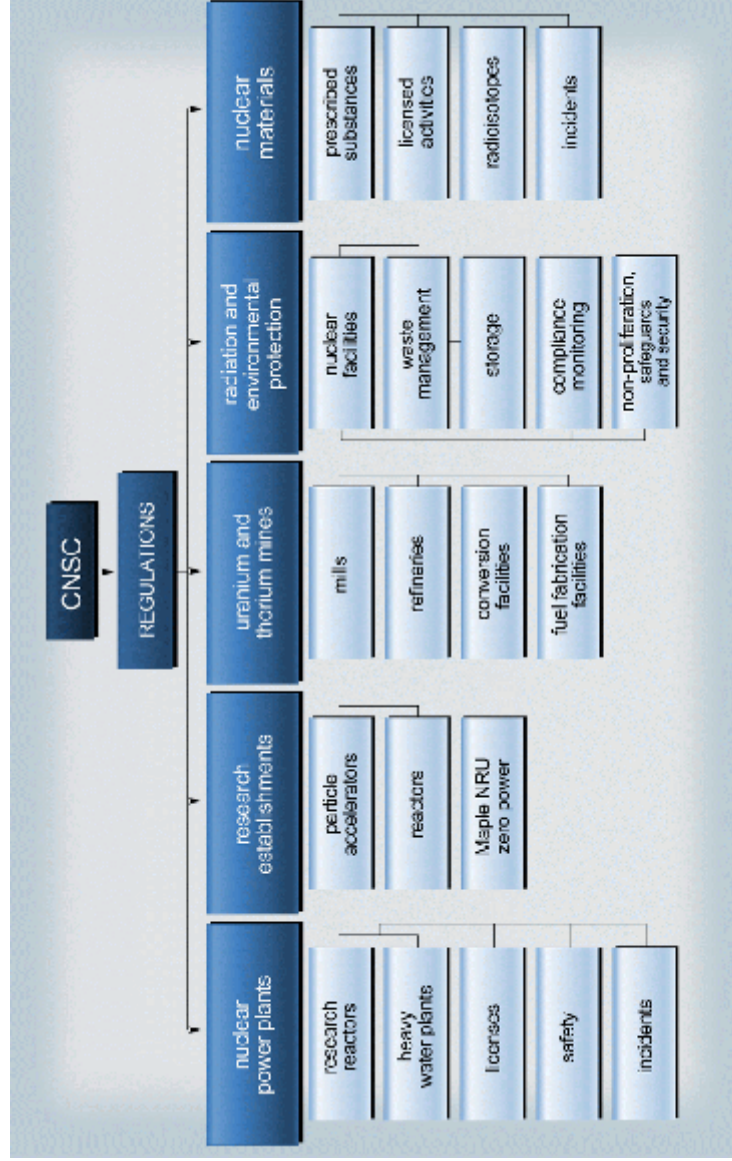 CNSC
REGULATIONS
nuclear
power plants
research
reactors
heavy
water plants
licenses
safety
incidents
research
establishments
particle
accelerators
reactors
Maple NRU
zero power
uranium and
thorium mines
mills
refineries
conversion
facilities
fuel fabrication
facilities
radiation and
environmental
protection
nuclear
facilities
waste
management
storage
compliance
monitoring
non-proliferation,
safeguards
and security
nuclear
materials
prescribed
substances
licensed
activities
radioisotopes
incidents